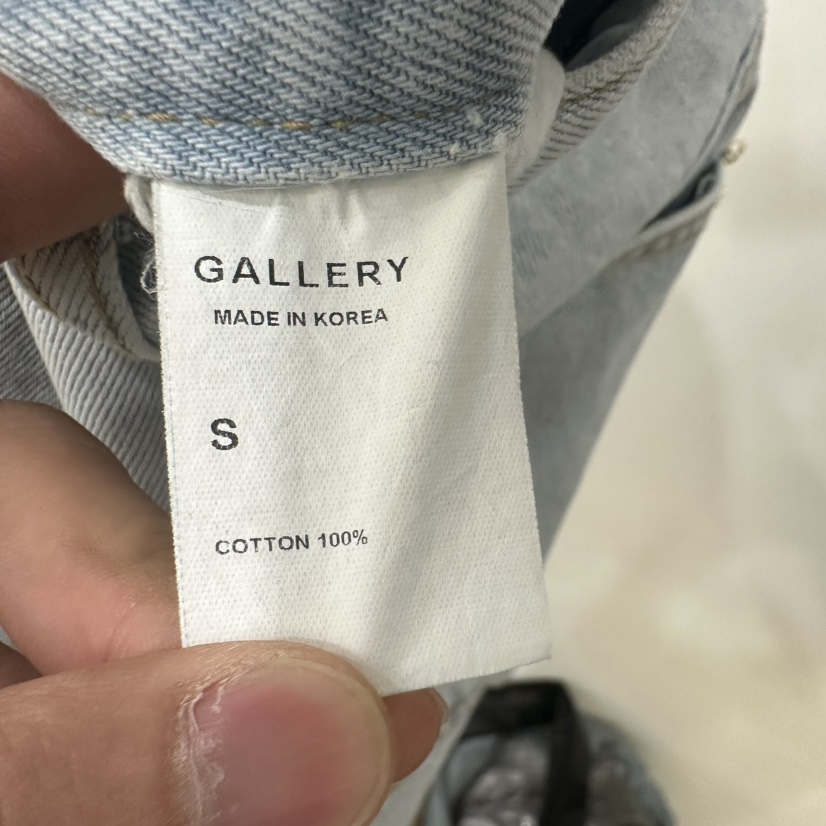 GALLERY
MADE IN KOREA
S
COTTON 100%